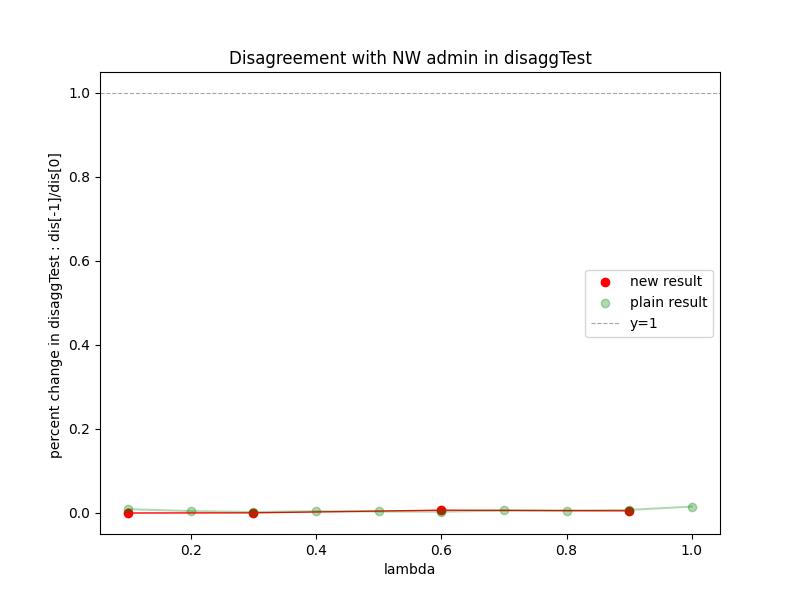 Disagreement with NW admin in disaggTest
percent change in disaggTest : dis[-1]/dis[0]
1.0
0.8
0.6
0.4
0.2
0.0
new result
plain result
y=1
0.2 0.4 0.6 0.8 1.0
lambda